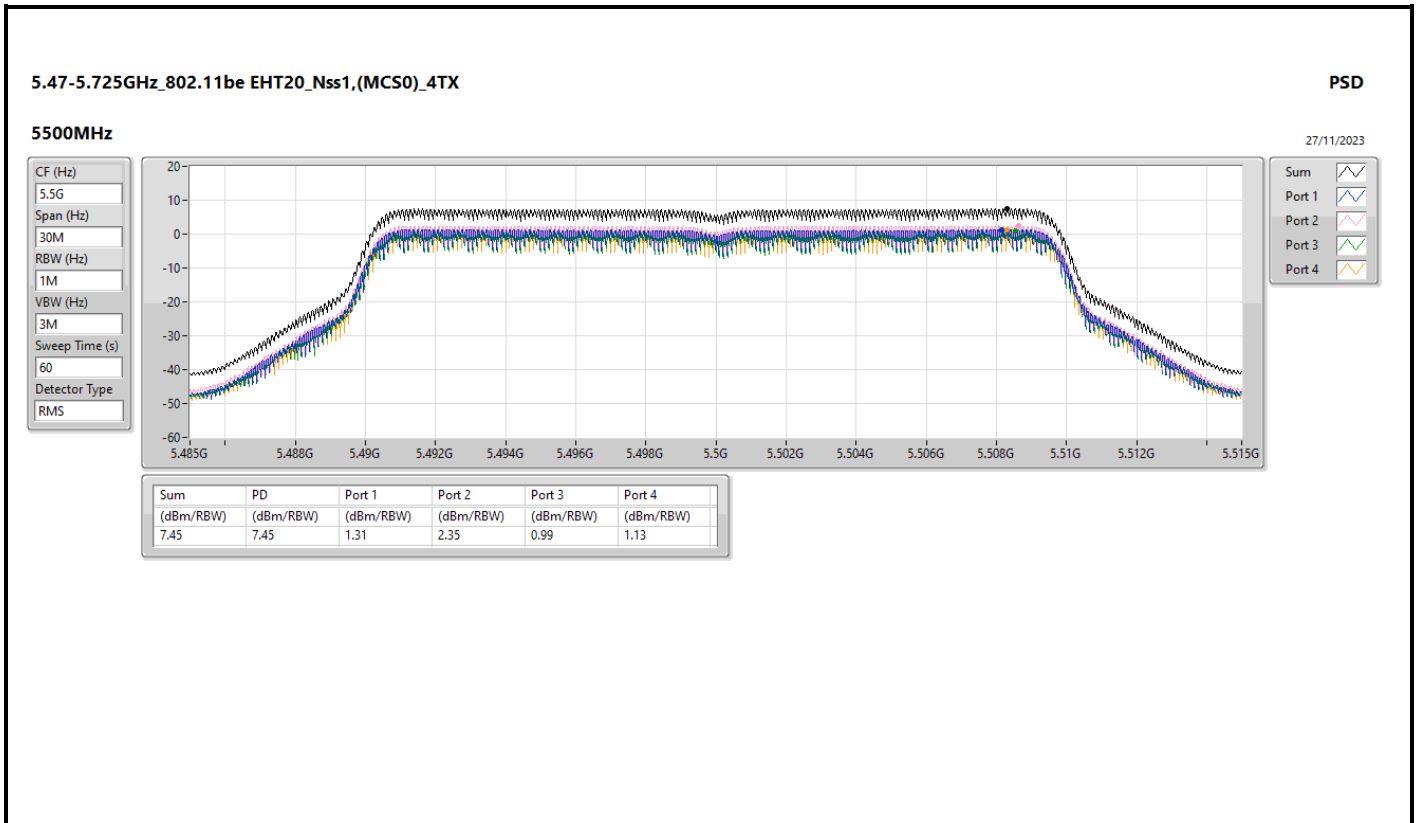 5.47-5.725GHz_802.11be EHT20_Nss1,(MCS0)_4TX
PSD
5500MHz
27/11/2023
CF (Hz)
5.5G
Span (Hz)
30M
RBW (Hz)
1M
VBW (Hz)
3M
Sweep Time (s)
60
Detector Type
RMS
20
10
0
-10
-20
-30
-40
-50
-60
5.485G 5.488G 5.49G 5.492G 5.494G 5.496G 5.498G 5.5G 5.502G 5.504G 5.506G 5.508G 5.51G 5.512G 5.515G
Sum
Port 1
Port 2
Port 3
Port 4
Sum PD Port 1 Port 2 Port 3 Port 4
(dBm/RBW) (dBm/RBW) (dBm/RBW) (dBm/RBW) (dBm/RBW) (dBm/RBW)
7.45 7.45 1.31 2.35 0.99 1.13